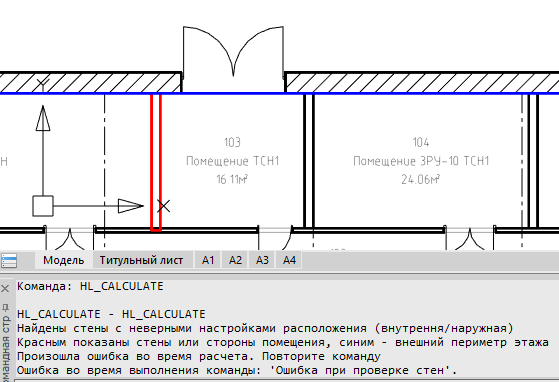 103
Помещение ТСН1
16.11м²
104
Помещение ЗРУ-10 ТСН1
24.06м²
Н
Y
X
Модель
Титульный лист
А1
А2
А3
А4
Команда: HL_CALCULATE
HL_CALCULATE - HL_CALCULATE
Найдены стены с неверными настройками расположения (внутрення/наружная)
Красным показаны стены или стороны помещения, синим - внешний периметр этажа
Произошла ошибка во время расчета. Повторите команду
Ошибка во время выполнения команды: 'Ошибка при проверке стен'.